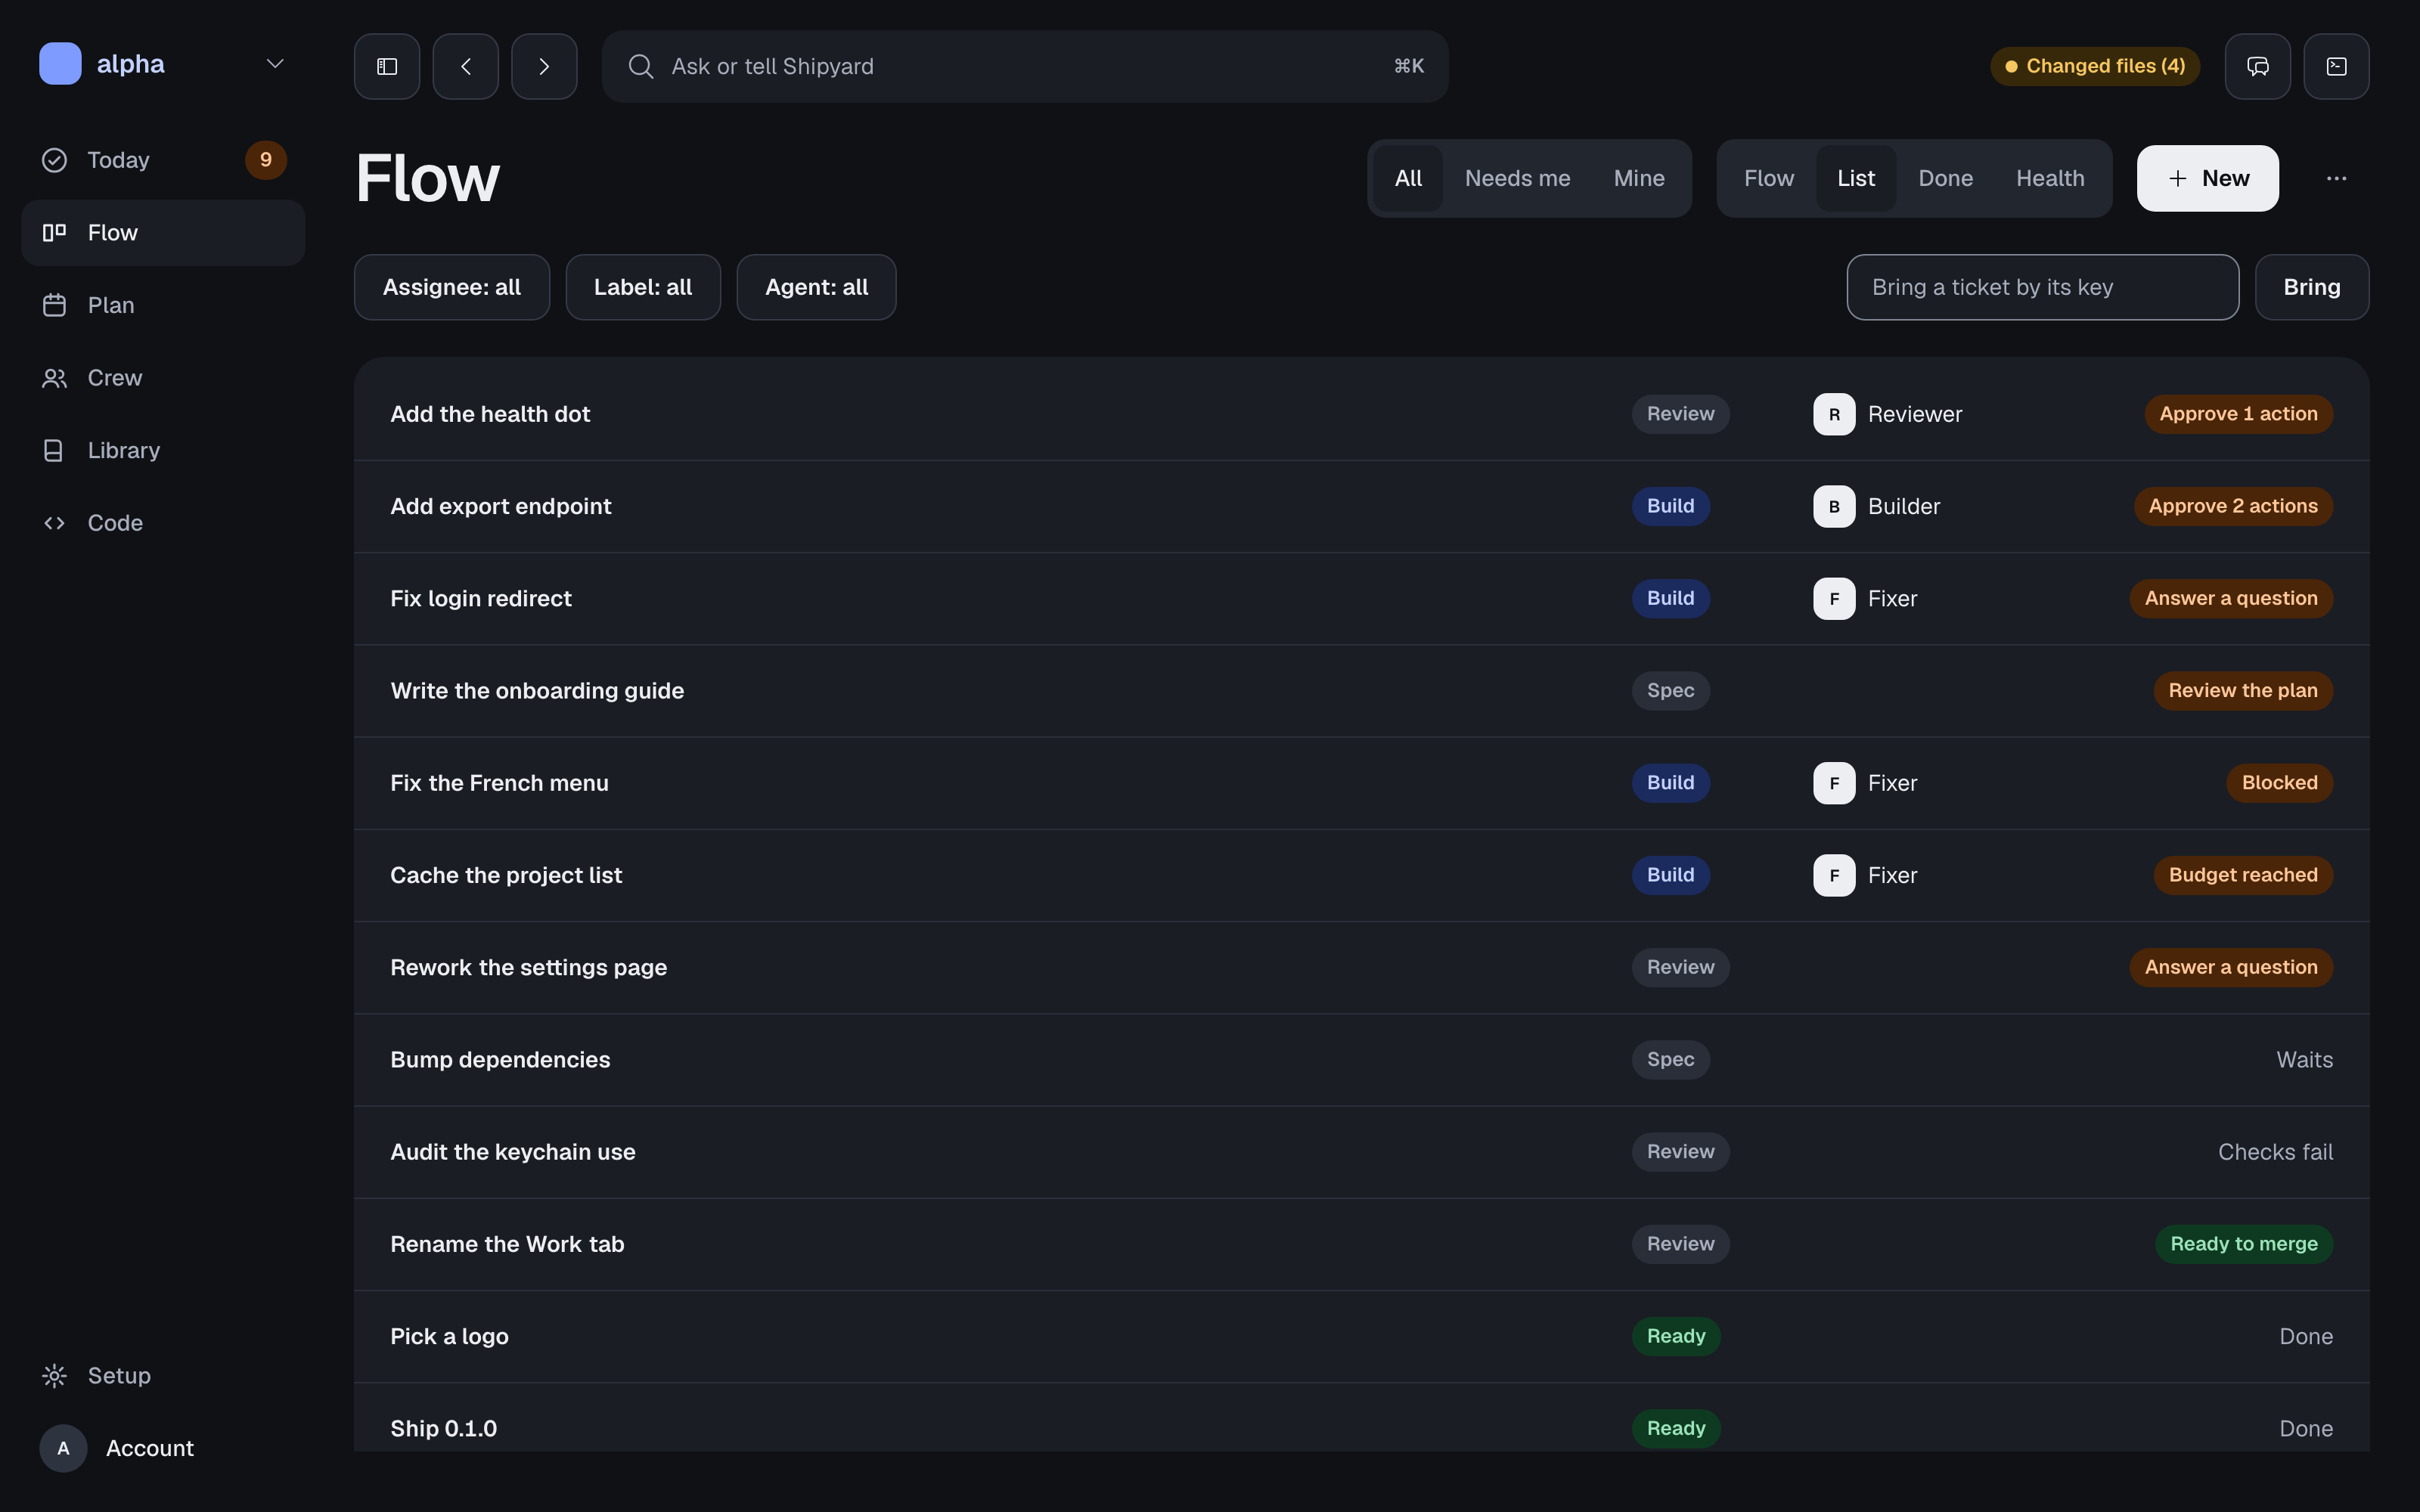 alpha
Ask or tell Shipyard ⌘K
Changed files (4)
Today 9
Flow
Plan
Crew
Library
Code
Setup
A Account
Flow
All Needs me Mine
Flow List Done Health
New
Assignee: all Label: all Agent: all
Bring a ticket by its key Bring
Add the health dot Review R Reviewer Approve 1 action
Add export endpoint Build B Builder Approve 2 actions
Fix login redirect Build F Fixer Answer a question
Write the onboarding guide Spec Review the plan
Fix the French menu Build F Fixer Blocked
Cache the project list Build F Fixer Budget reached
Rework the settings page Review Answer a question
Bump dependencies Spec Waits
Audit the keychain use Review Checks fail
Rename the Work tab Review Ready to merge
Pick a logo Ready Done
Ship 0.1.0 Ready Done